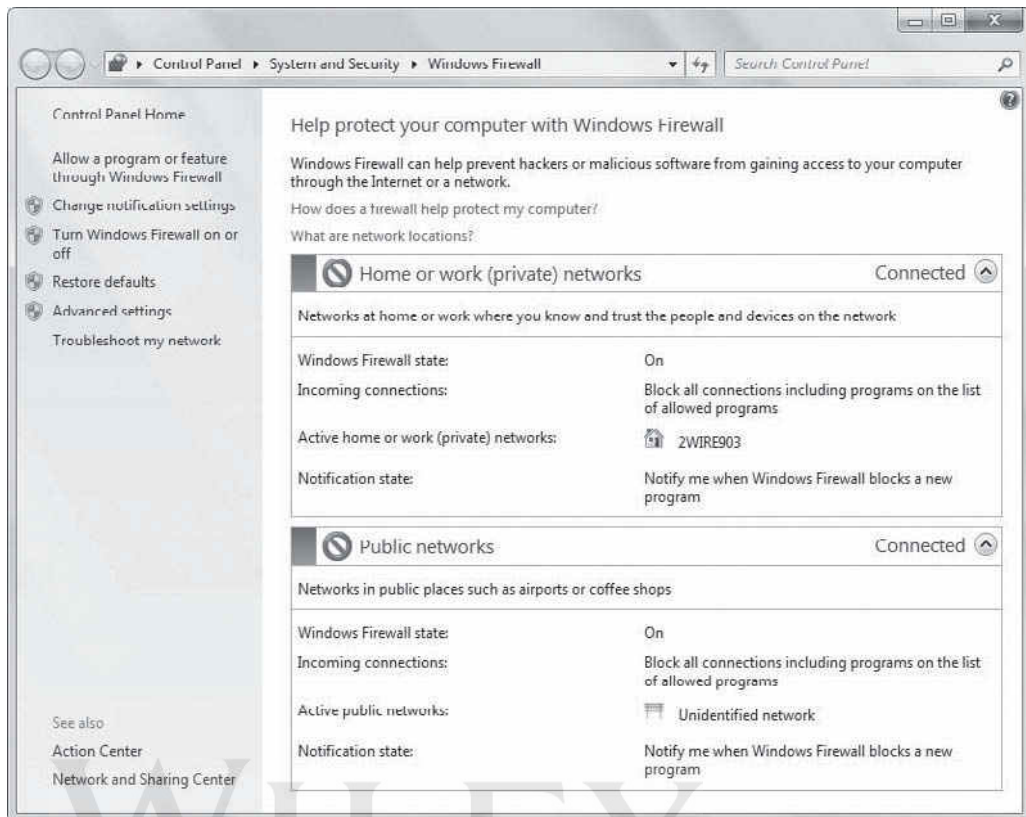 Control Panel ▸ System and Security ▸ Windows Firewall
Search Control Panel
Control Panel Home
Allow a program or feature
through Windows Firewall
Change notification settings
Turn Windows Firewall on or
off
Restore defaults
Advanced settings
Troubleshoot my network
See also
Action Center
Network and Sharing Center
Help protect your computer with Windows Firewall
Windows Firewall can help prevent hackers or malicious software from gaining access to your computer
through the Internet or a network.
How does a firewall help protect my computer?
What are network locations?
Home or work (private) networks Connected
Networks at home or work where you know and trust the people and devices on the network
Windows Firewall state: On
Incoming connections: Block all connections including programs on the list
of allowed programs
Active home or work (private) networks: 2WIRE903
Notification state: Notify me when Windows Firewall blocks a new
program
Public networks Connected
Networks in public places such as airports or coffee shops
Windows Firewall state: On
Incoming connections: Block all connections including programs on the list
of allowed programs
Active public networks: Unidentified network
Notification state: Notify me when Windows Firewall blocks a new
program
WILEY